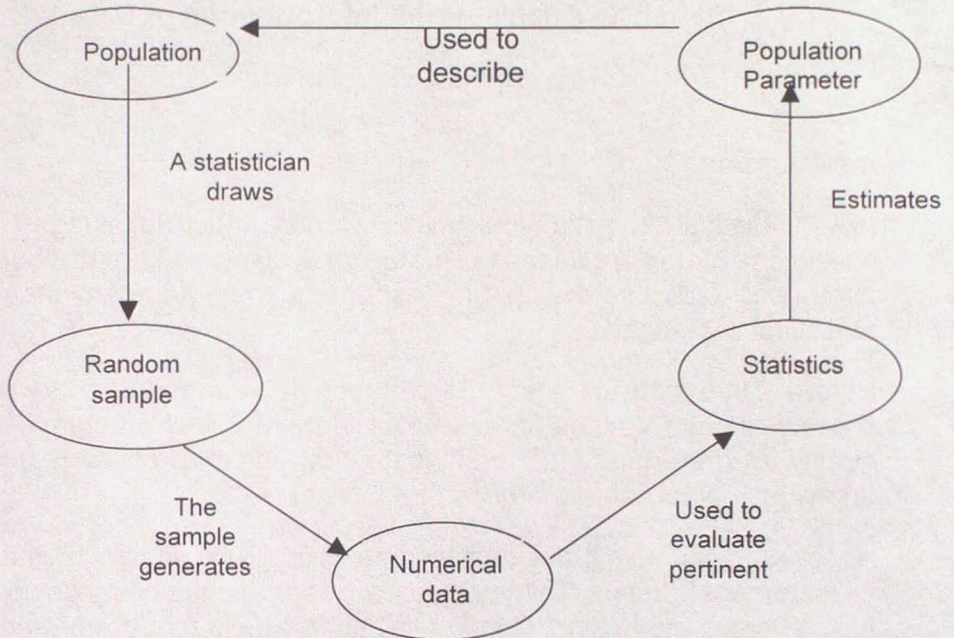 Population
Used to
describe
Population
Parameter
A statistician
draws
Estimates
Random
sample
Statistics
The
sample
generates
Numerical
data
Used to
evaluate
pertinent